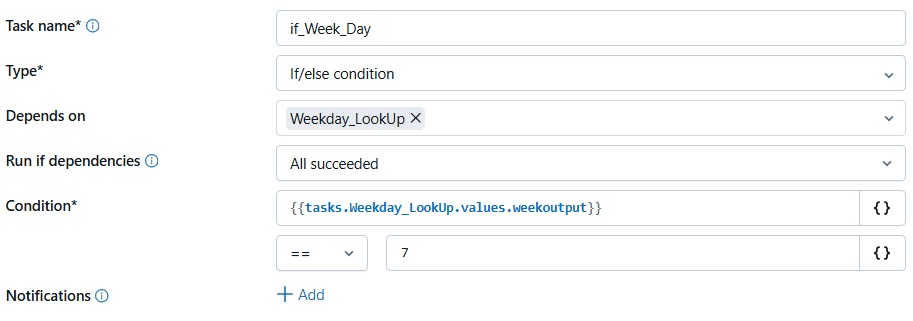 Task name* if_Week_Day
Type* If/else condition
Depends on Weekday_LookUp
Run if dependencies All succeeded
Condition* {{tasks.Weekday_LookUp.values.weekoutput}} {}
== 7 {}
Notifications + Add